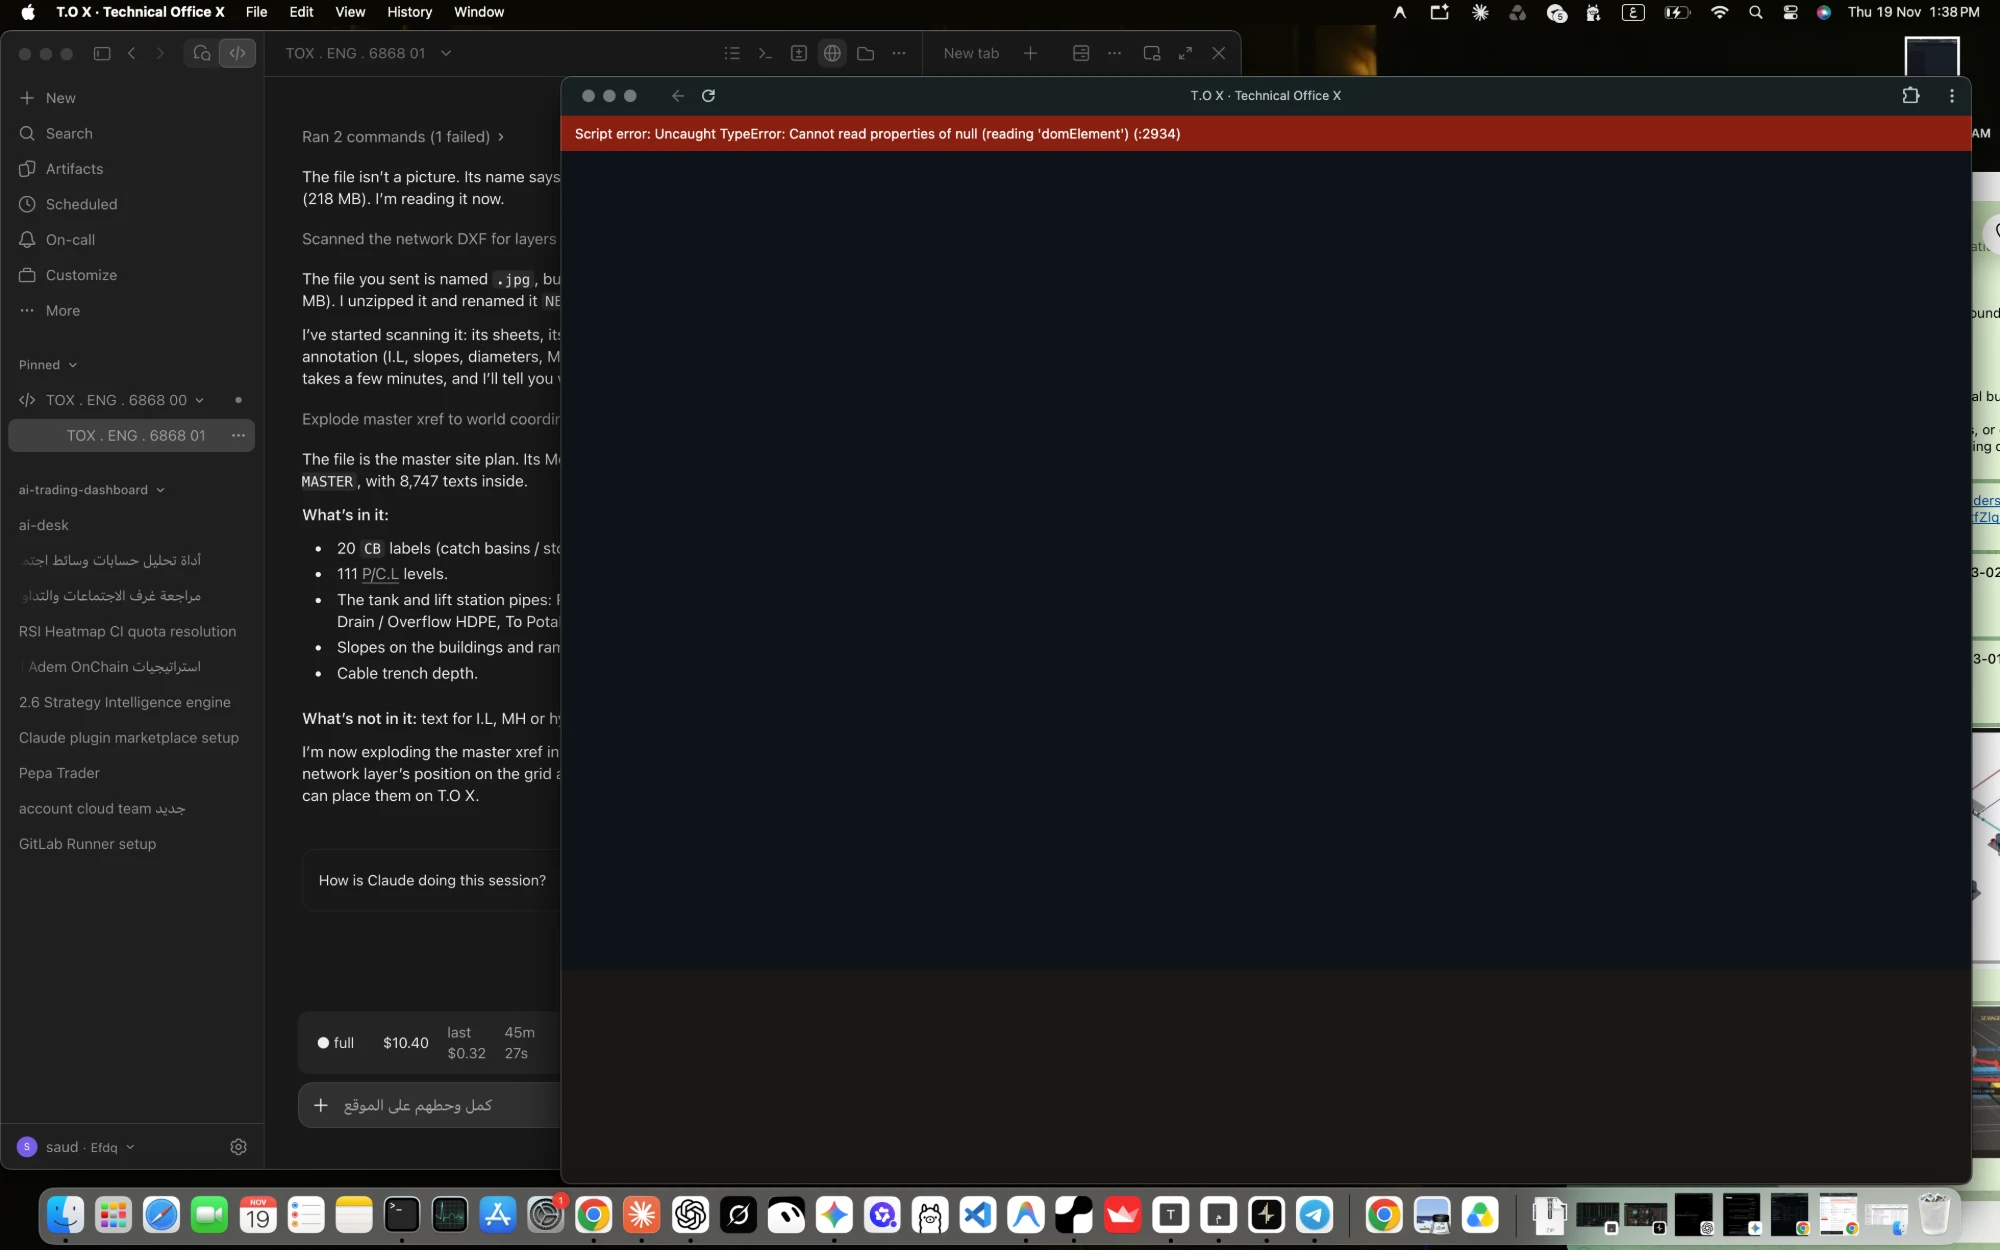 T.O X · Technical Office X File Edit View History Window
Thu 19 Nov 1:38 PM
TOX . ENG . 6868 01
New tab
New
Search
Artifacts
Scheduled
On-call
Customize
More
Pinned
TOX . ENG . 6868 00
TOX . ENG . 6868 01
ai-trading-dashboard
ai-desk
أداة تحليل حسابات وسائط
مراجعة غرف الاجتماعات
RSI Heatmap CI quota resolution
Adem OnChain استراتيجيات
2.6 Strategy Intelligence engine
Claude plugin marketplace setup
Pepa Trader
account cloud team جديد
GitLab Runner setup
saud · Efdq
Ran 2 commands (1 failed)
The file isn't a picture. Its name says
(218 MB). I'm reading it now.
Scanned the network DXF for layers
The file you sent is named .jpg,
MB). I unzipped it and renamed it
I've started scanning it: its sheets,
annotation (I.L, slopes, diameters,
takes a few minutes, and I'll tell you
Explode master xref to world
The file is the master site plan. Its
MASTER, with 8,747 texts inside.
What's in it:
• 20 CB labels (catch basins /
• 111 P/C.L levels.
• The tank and lift station pipes:
Drain / Overflow HDPE, To
• Slopes on the buildings and
• Cable trench depth.
What's not in it: text for I.L, MH or
I'm now exploding the master xref
network layer's position on the grid
can place them on T.O X.
How is Claude doing this session?
full $10.40 last $0.32 45m 27s
كمل وحطهم على الموقع
T.O X · Technical Office X
Script error: Uncaught TypeError: Cannot read properties of null (reading 'domElement') (:2934)
AM
3-02
3-01
NOV
19
1